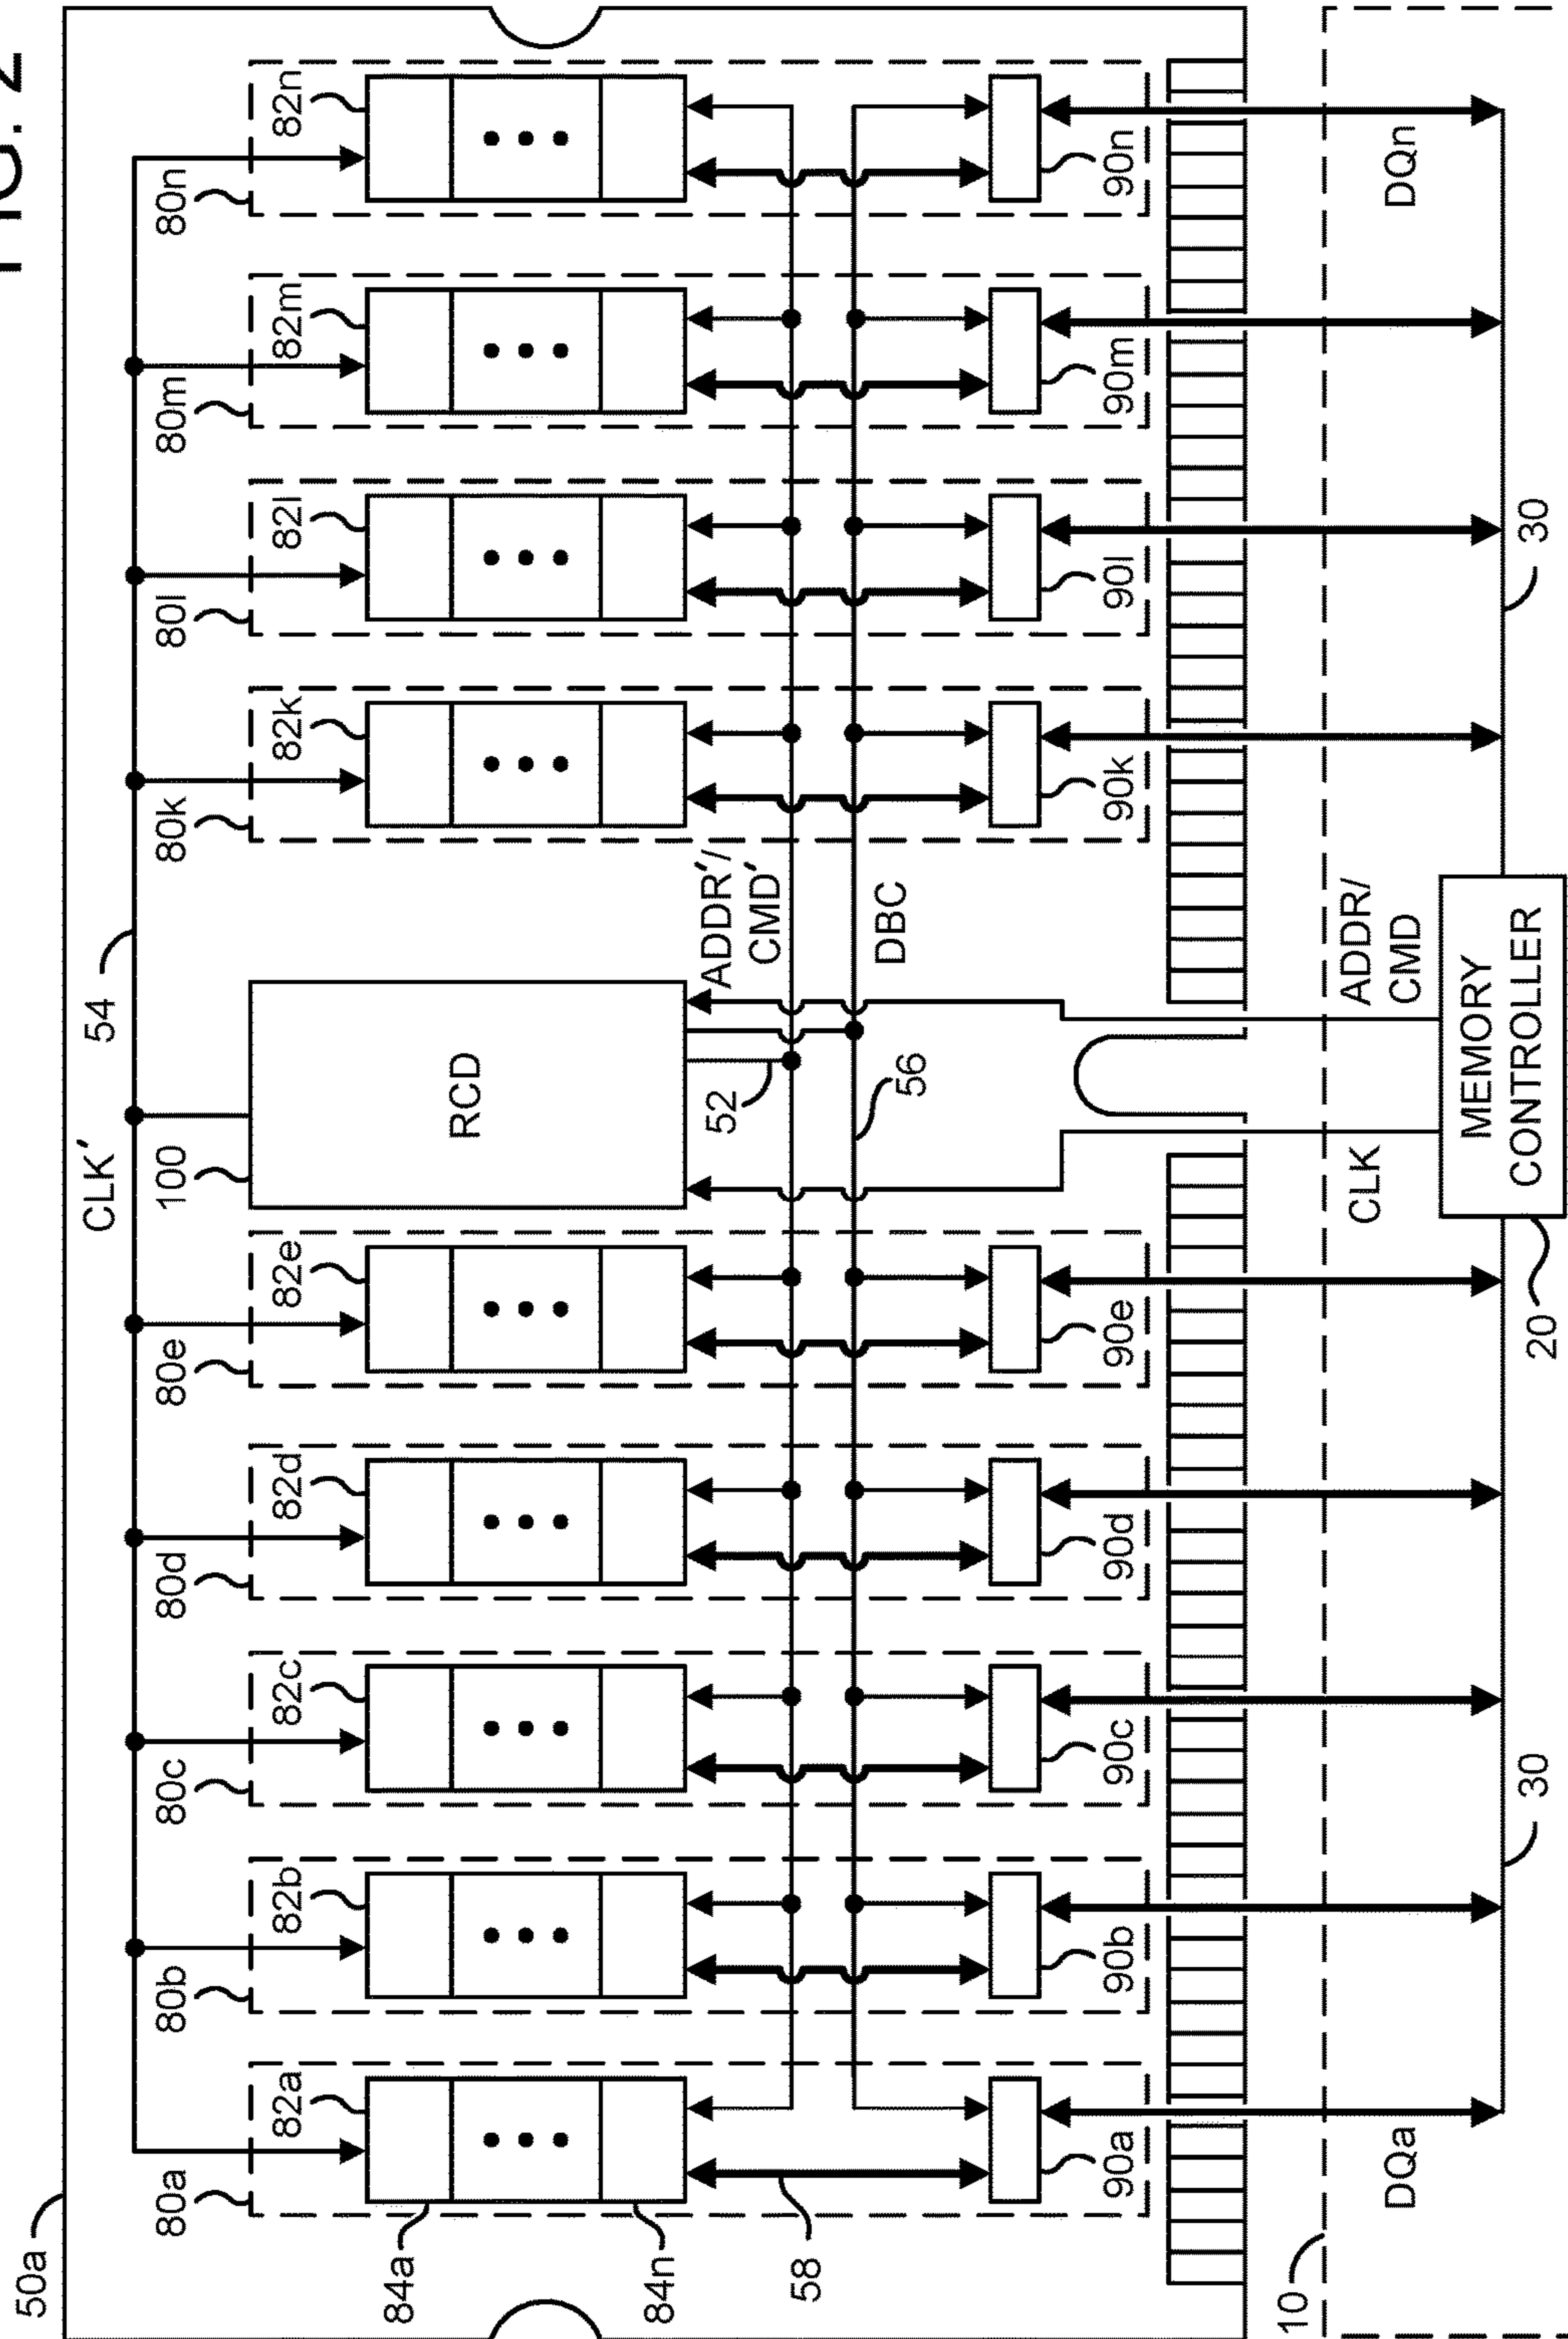 FIG. 2
50a
CLK′
54
80a
80b
80c
80d
80e
100
80k
80l
80m
80n
82a
82b
82c
82d
82e
82k
82l
82m
82n
84a
RCD
84n
52
ADDR′/
CMD′
58
56
DBC
90a
90b
90c
90d
90e
90k
90l
90m
90n
10
DQa
CLK
ADDR/
CMD
DQn
MEMORY
CONTROLLER
30
20
30